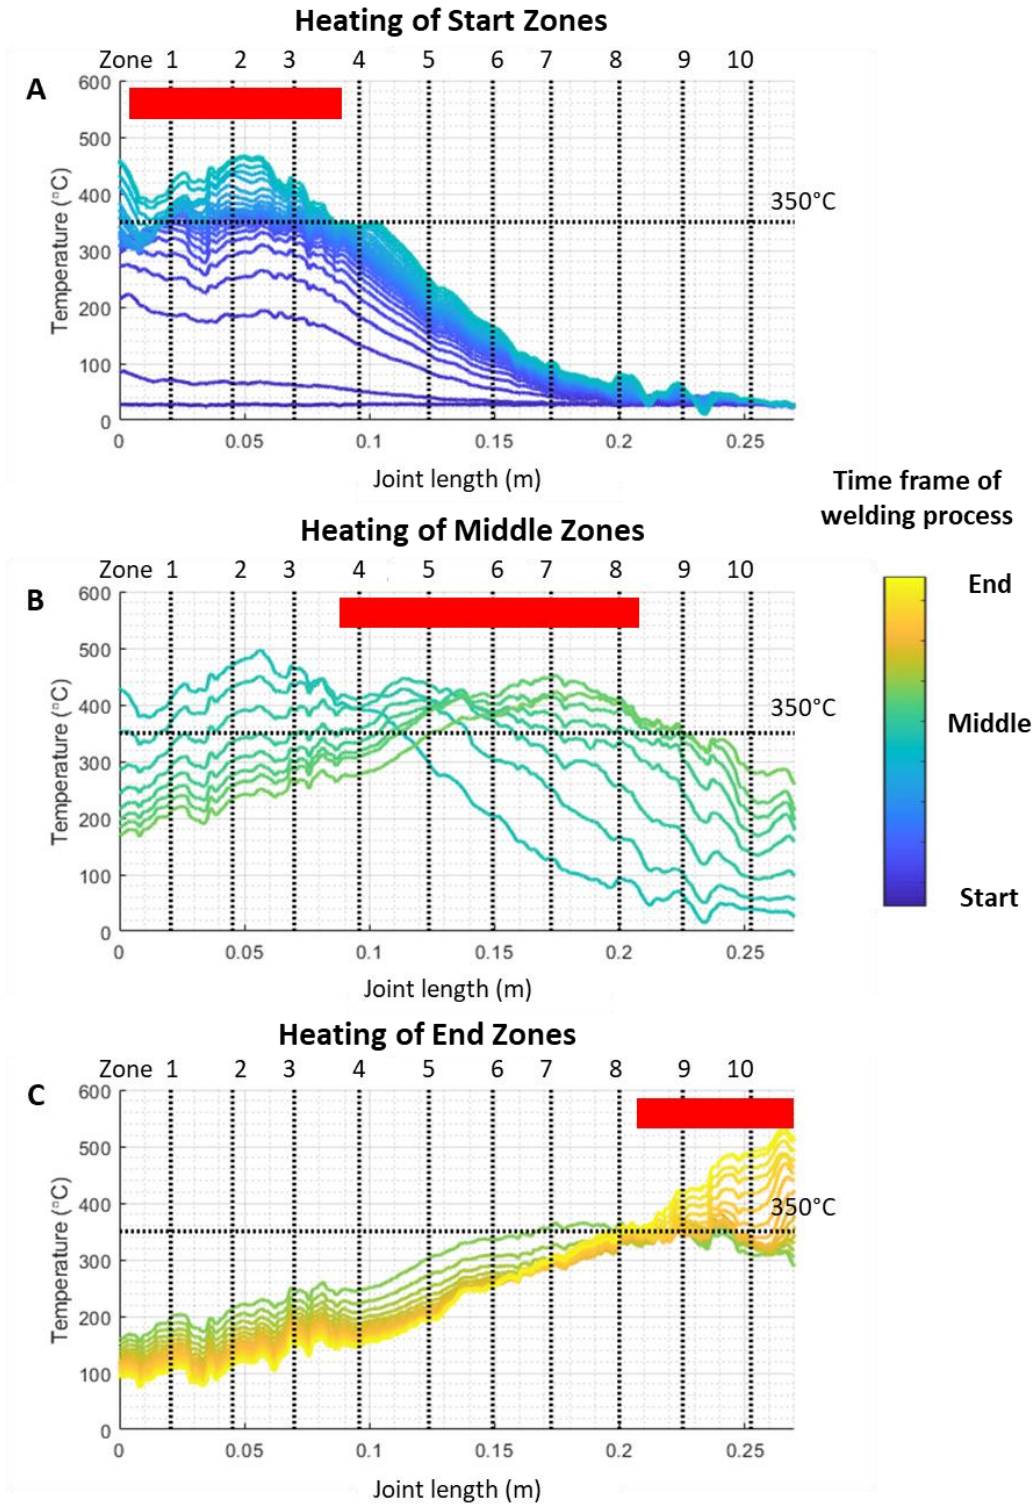 Heating of Start Zones
Zone 1 2 3 4 5 6 7 8 9 10
A
600
500
400
300
200
100
0
350°C
Temperature (°C)
0 0.05 0.1 0.15 0.2 0.25
Joint length (m)
Time frame of
welding process
End
Middle
Start
Heating of Middle Zones
Zone 1 2 3 4 5 6 7 8 9 10
B
600
500
400
300
200
100
0
350°C
Temperature (°C)
0 0.05 0.1 0.15 0.2 0.25
Joint length (m)
Heating of End Zones
Zone 1 2 3 4 5 6 7 8 9 10
C
600
500
400
300
200
100
0
350°C
Temperature (°C)
0 0.05 0.1 0.15 0.2 0.25
Joint length (m)